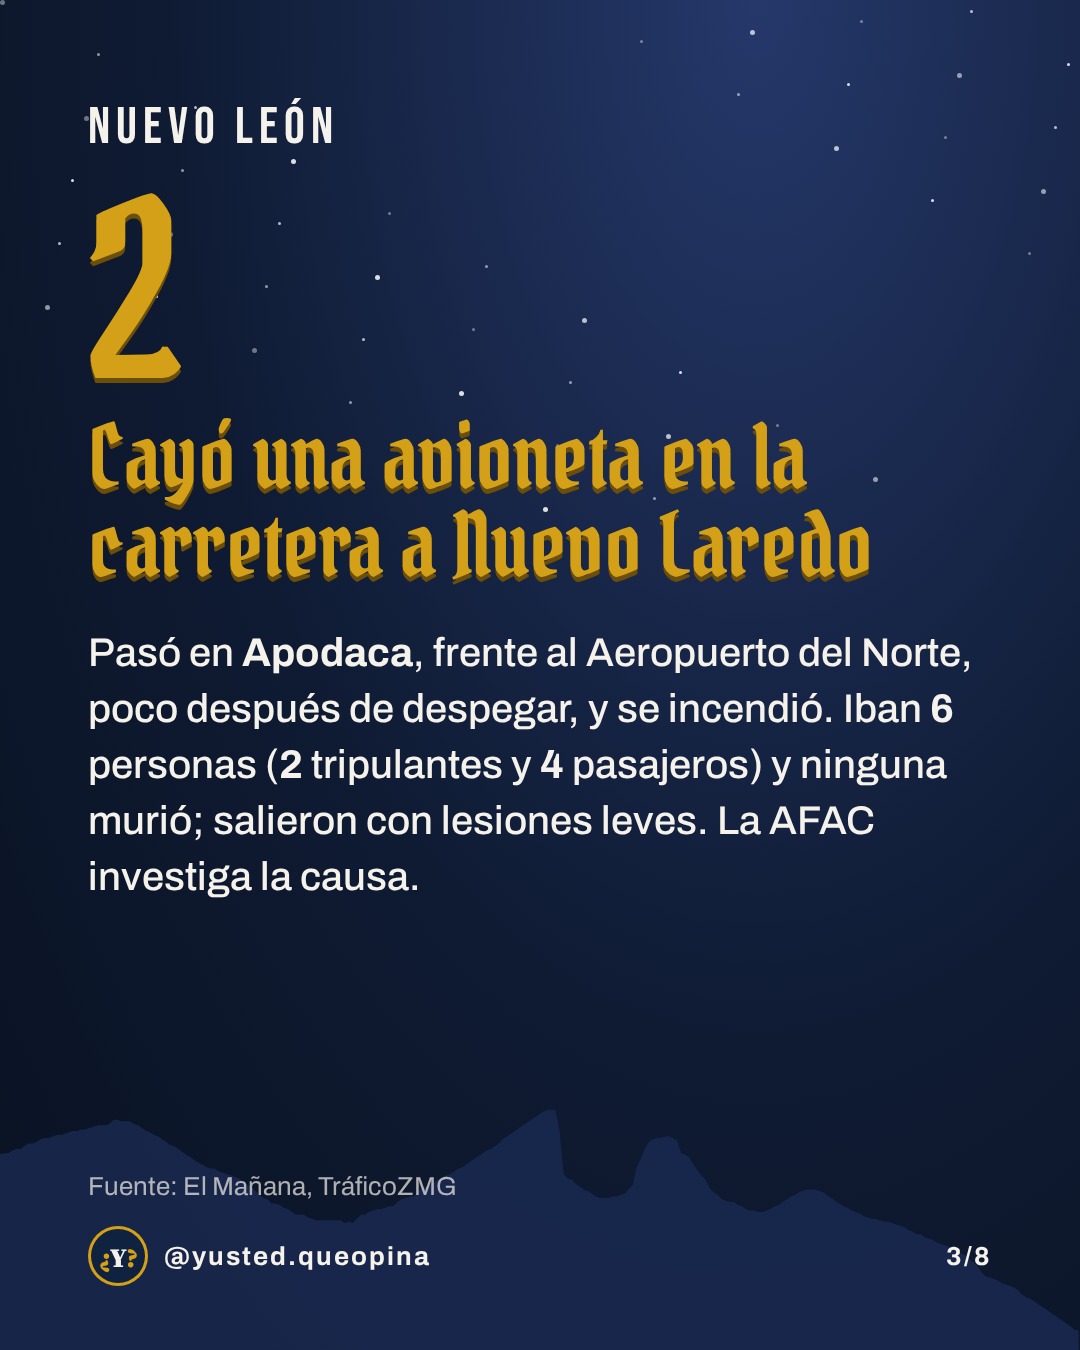 NUEVO LEÓN
2
Cayó una avioneta en la
carretera a Nuevo Laredo
Pasó en Apodaca, frente al Aeropuerto del Norte,
poco después de despegar, y se incendió. Iban 6
personas (2 tripulantes y 4 pasajeros) y ninguna
murió; salieron con lesiones leves. La AFAC
investiga la causa.
Fuente: El Mañana, TráficoZMG
¿Y?
@yusted.queopina
3/8